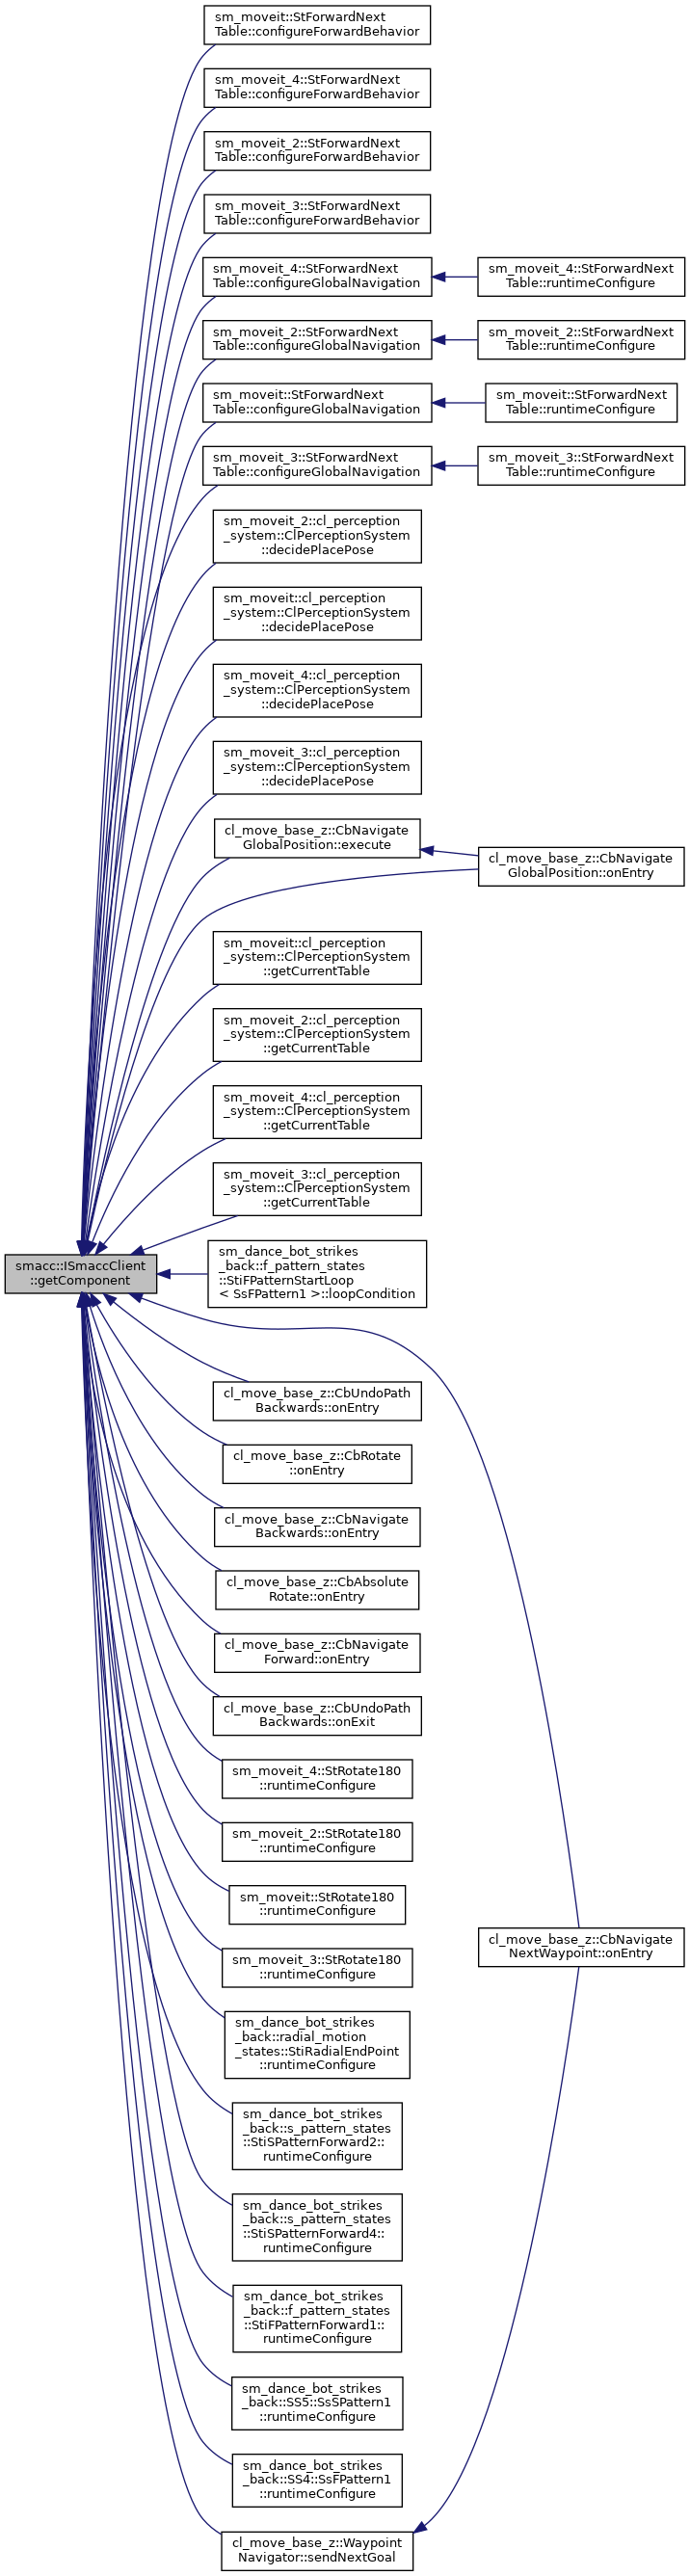 sm_moveit::StForwardNext
Table::configureForwardBehavior
sm_moveit_4::StForwardNext
Table::configureForwardBehavior
sm_moveit_2::StForwardNext
Table::configureForwardBehavior
sm_moveit_3::StForwardNext
Table::configureForwardBehavior
sm_moveit_4::StForwardNext
Table::configureGlobalNavigation
sm_moveit_4::StForwardNext
Table::runtimeConfigure
sm_moveit_2::StForwardNext
Table::configureGlobalNavigation
sm_moveit_2::StForwardNext
Table::runtimeConfigure
sm_moveit::StForwardNext
Table::configureGlobalNavigation
sm_moveit::StForwardNext
Table::runtimeConfigure
sm_moveit_3::StForwardNext
Table::configureGlobalNavigation
sm_moveit_3::StForwardNext
Table::runtimeConfigure
sm_moveit_2::cl_perception
_system::ClPerceptionSystem
::decidePlacePose
sm_moveit::cl_perception
_system::ClPerceptionSystem
::decidePlacePose
sm_moveit_4::cl_perception
_system::ClPerceptionSystem
::decidePlacePose
sm_moveit_3::cl_perception
_system::ClPerceptionSystem
::decidePlacePose
cl_move_base_z::CbNavigate
GlobalPosition::execute
cl_move_base_z::CbNavigate
GlobalPosition::onEntry
sm_moveit::cl_perception
_system::ClPerceptionSystem
::getCurrentTable
sm_moveit_2::cl_perception
_system::ClPerceptionSystem
::getCurrentTable
sm_moveit_4::cl_perception
_system::ClPerceptionSystem
::getCurrentTable
sm_moveit_3::cl_perception
_system::ClPerceptionSystem
::getCurrentTable
smacc::ISmaccClient
::getComponent
sm_dance_bot_strikes
_back::f_pattern_states
::StiFPatternStartLoop
< SsFPattern1 >::loopCondition
cl_move_base_z::CbUndoPath
Backwards::onEntry
cl_move_base_z::CbRotate
::onEntry
cl_move_base_z::CbNavigate
Backwards::onEntry
cl_move_base_z::CbAbsolute
Rotate::onEntry
cl_move_base_z::CbNavigate
Forward::onEntry
cl_move_base_z::CbUndoPath
Backwards::onExit
sm_moveit_4::StRotate180
::runtimeConfigure
sm_moveit_2::StRotate180
::runtimeConfigure
sm_moveit::StRotate180
::runtimeConfigure
cl_move_base_z::CbNavigate
NextWaypoint::onEntry
sm_moveit_3::StRotate180
::runtimeConfigure
sm_dance_bot_strikes
_back::radial_motion
_states::StiRadialEndPoint
::runtimeConfigure
sm_dance_bot_strikes
_back::s_pattern_states
::StiSPatternForward2::
runtimeConfigure
sm_dance_bot_strikes
_back::s_pattern_states
::StiSPatternForward4::
runtimeConfigure
sm_dance_bot_strikes
_back::f_pattern_states
::StiFPatternForward1::
runtimeConfigure
sm_dance_bot_strikes
_back::SS5::SsSPattern1
::runtimeConfigure
sm_dance_bot_strikes
_back::SS4::SsFPattern1
::runtimeConfigure
cl_move_base_z::Waypoint
Navigator::sendNextGoal